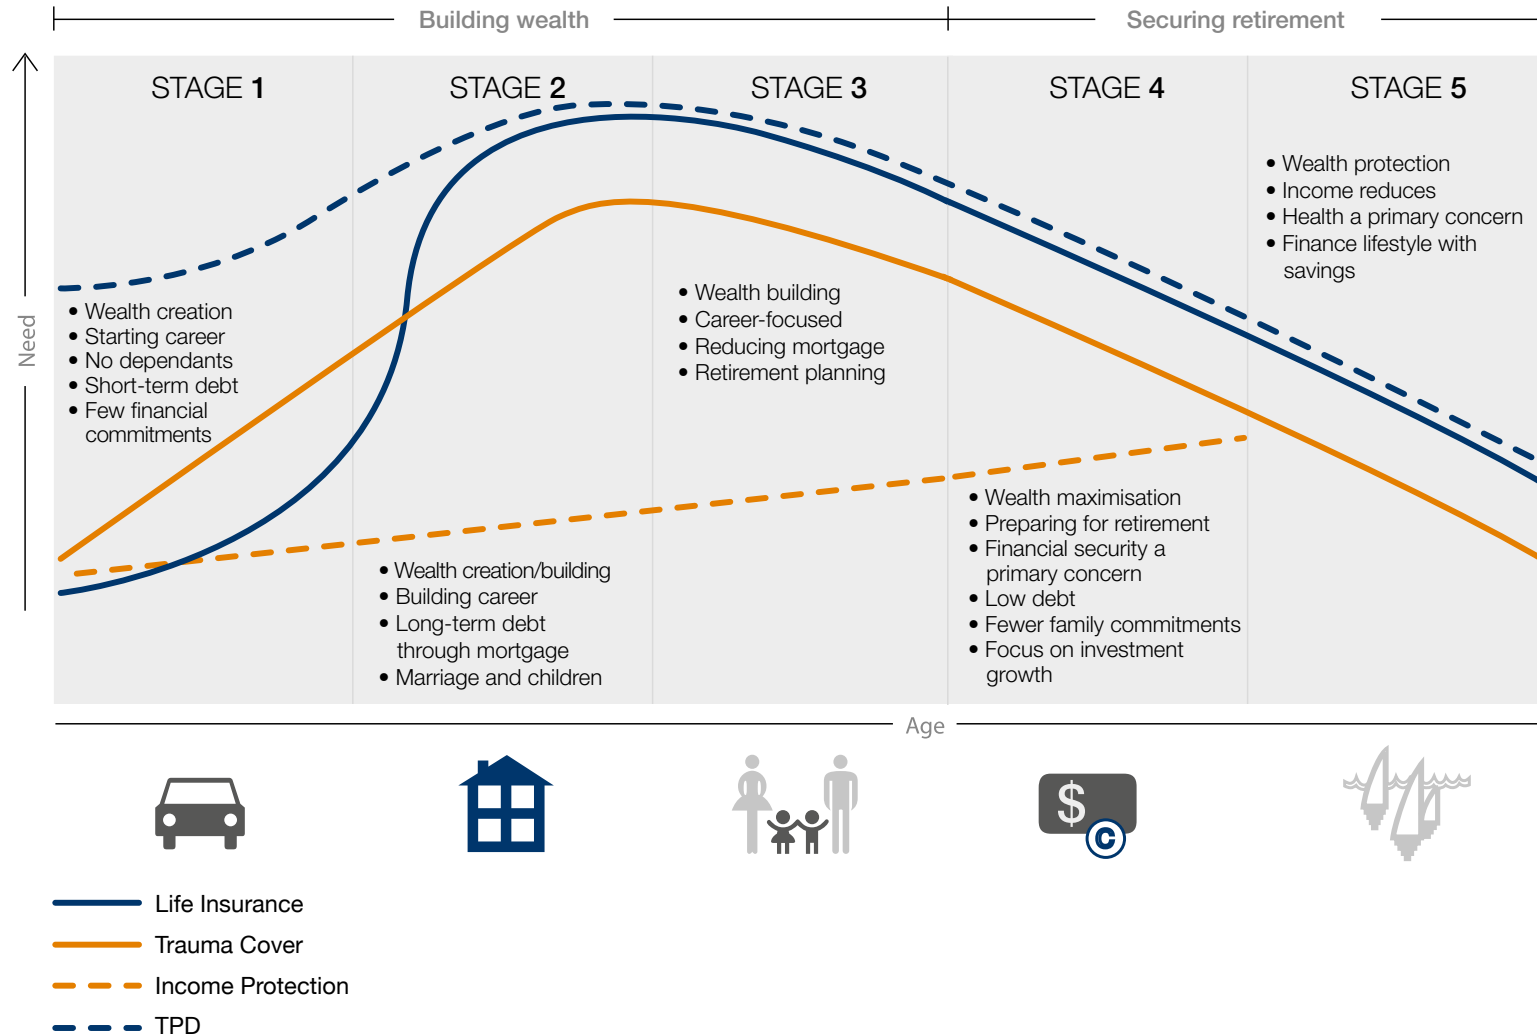 Building wealth
Securing retirement
STAGE 1
STAGE 2
STAGE 3
STAGE 4
STAGE 5
Need
• Wealth creation
• Starting career
• No dependants
• Short-term debt
• Few financial
commitments
• Wealth creation/building
• Building career
• Long-term debt
through mortgage
• Marriage and children
• Wealth building
• Career-focused
• Reducing mortgage
• Retirement planning
• Wealth maximisation
• Preparing for retirement
• Financial security a
primary concern
• Low debt
• Fewer family commitments
• Focus on investment
growth
• Wealth protection
• Income reduces
• Health a primary concern
• Finance lifestyle with
savings
Age
$
C
Life Insurance
Trauma Cover
Income Protection
TPD